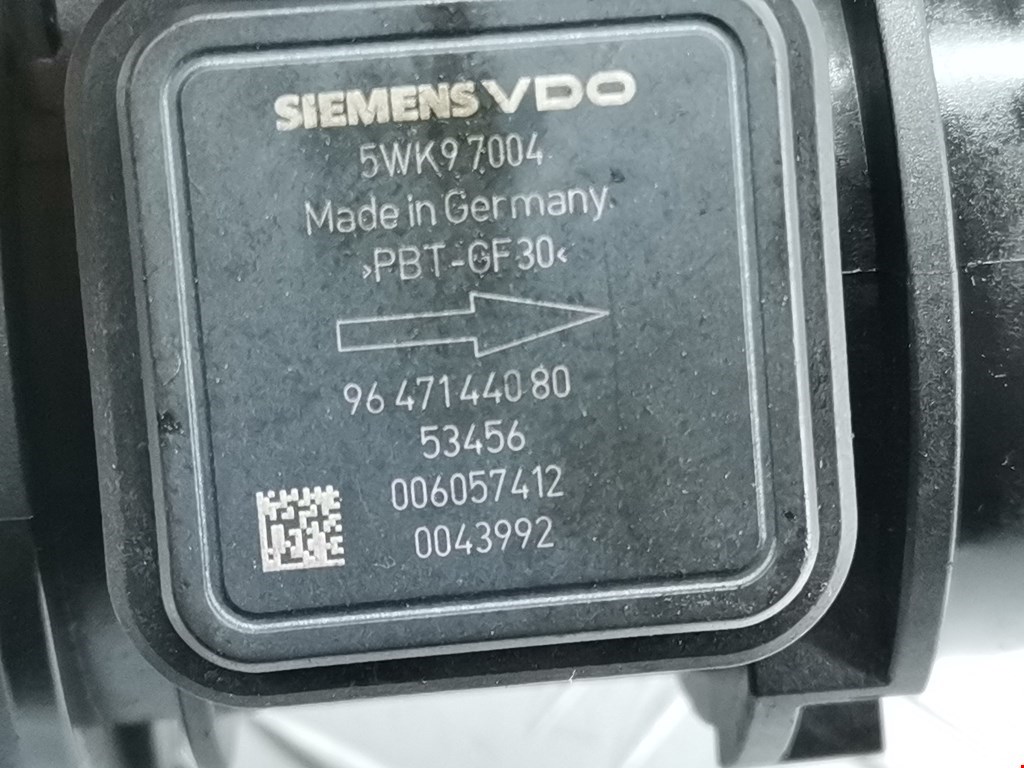 SIEMENS VDO
5WK9 7004
Made in Germany
›PBT-GF30‹
96 471 440 80
53456
006057412
0043992